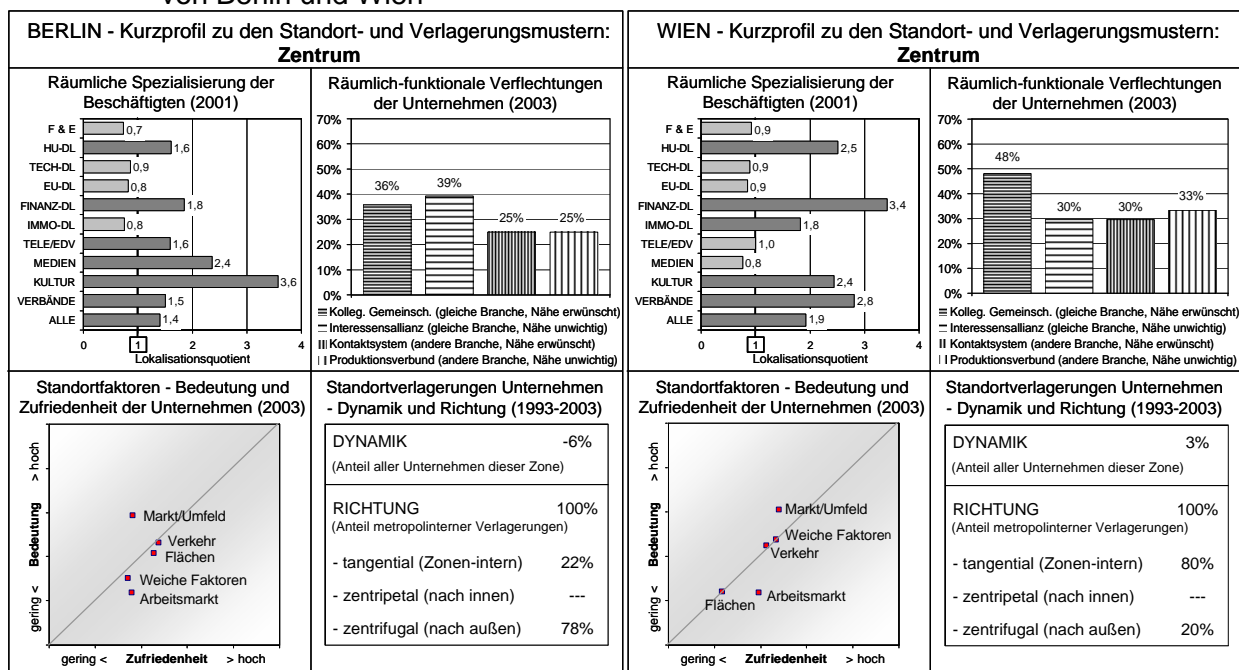 von Berlin und Wien
BERLIN - Kurzprofil zu den Standort- und Verlagerungsmustern:
Zentrum
Räumliche Spezialisierung der
Beschäftigten (2001)
F & E
0,7
HU-DL
1,6
TECH-DL
0,9
EU-DL
0,8
FINANZ-DL
1,8
IMMO-DL
0,8
TELE/EDV
1,6
MEDIEN
2,4
KULTUR
3,6
VERBÄNDE
1,5
ALLE
1,4
0 1 2 3 4
Lokalisationsquotient
Räumlich-funktionale Verflechtungen
der Unternehmen (2003)
70%
60%
50%
40%
30%
20%
10%
0%
36%
39%
25%
25%
Kolleg. Gemeinsch. (gleiche Branche, Nähe erwünscht)
Interessensallianz (gleiche Branche, Nähe unwichtig)
Kontaktsystem (andere Branche, Nähe erwünscht)
Produktionsverbund (andere Branche, Nähe unwichtig)
Standortfaktoren - Bedeutung und
Zufriedenheit der Unternehmen (2003)
gering < Bedeutung > hoch
Markt/Umfeld
Verkehr
Flächen
Weiche Faktoren
Arbeitsmarkt
gering < Zufriedenheit > hoch
Standortverlagerungen Unternehmen
- Dynamik und Richtung (1993-2003)
DYNAMIK -6%
(Anteil aller Unternehmen dieser Zone)
RICHTUNG 100%
(Anteil metropolinterner Verlagerungen)
- tangential (Zonen-intern) 22%
- zentripetal (nach innen) ---
- zentrifugal (nach außen) 78%
WIEN - Kurzprofil zu den Standort- und Verlagerungsmustern:
Zentrum
Räumliche Spezialisierung der
Beschäftigten (2001)
F & E
0,9
HU-DL
2,5
TECH-DL
0,9
EU-DL
0,9
FINANZ-DL
3,4
IMMO-DL
1,8
TELE/EDV
1,0
MEDIEN
0,8
KULTUR
2,4
VERBÄNDE
2,8
ALLE
1,9
0 1 2 3 4
Lokalisationsquotient
Räumlich-funktionale Verflechtungen
der Unternehmen (2003)
70%
60%
50%
40%
30%
20%
10%
0%
48%
30%
30%
33%
Kolleg. Gemeinsch. (gleiche Branche, Nähe erwünscht)
Interessensallianz (gleiche Branche, Nähe unwichtig)
Kontaktsystem (andere Branche, Nähe erwünscht)
Produktionsverbund (andere Branche, Nähe unwichtig)
Standortfaktoren - Bedeutung und
Zufriedenheit der Unternehmen (2003)
gering < Bedeutung > hoch
Markt/Umfeld
Weiche Faktoren
Verkehr
Flächen
Arbeitsmarkt
gering < Zufriedenheit > hoch
Standortverlagerungen Unternehmen
- Dynamik und Richtung (1993-2003)
DYNAMIK 3%
(Anteil aller Unternehmen dieser Zone)
RICHTUNG 100%
(Anteil metropolinterner Verlagerungen)
- tangential (Zonen-intern) 80%
- zentripetal (nach innen) ---
- zentrifugal (nach außen) 20%